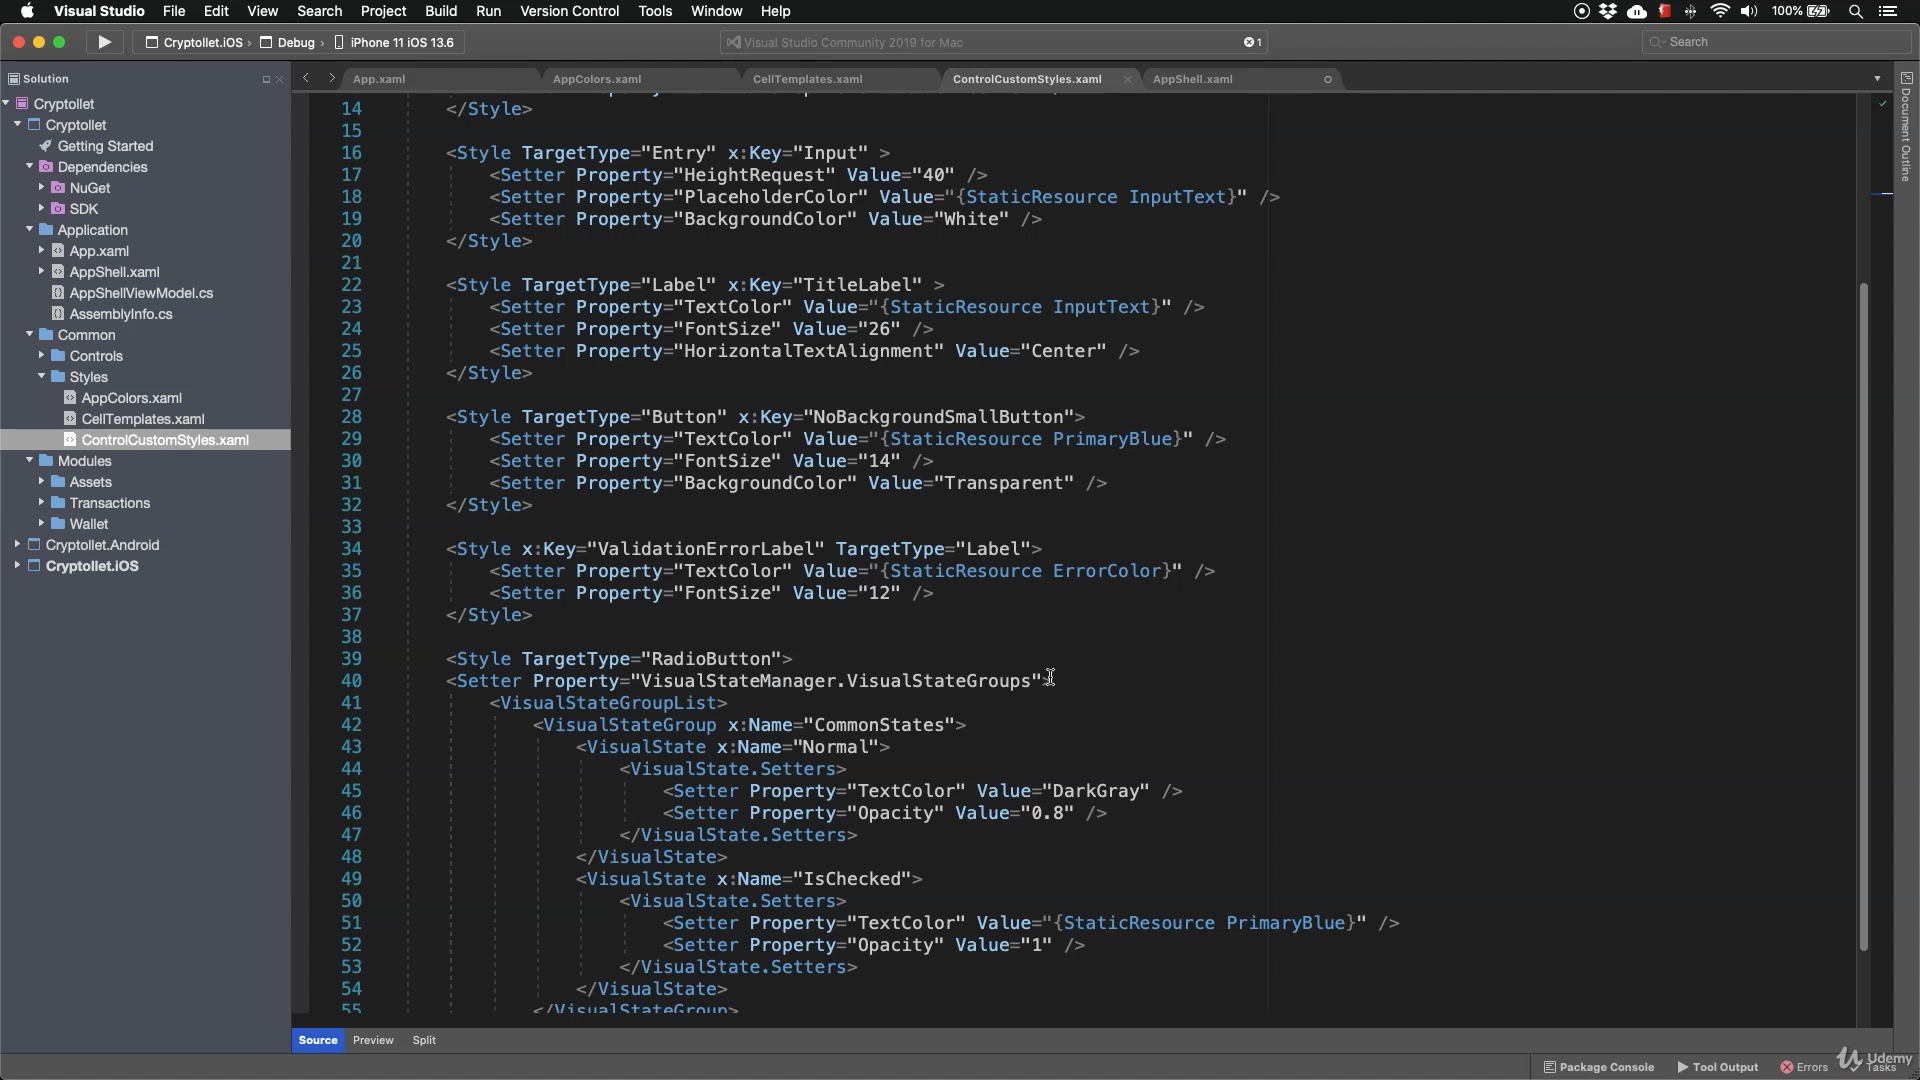 Visual Studio File Edit View Search Project Build Run Version Control Tools Window Help 100%
Cryptollet.iOS › Debug › iPhone 11 iOS 13.6 Visual Studio Community 2019 for Mac 1 Search
Solution
App.xaml AppColors.xaml CellTemplates.xaml ControlCustomStyles.xaml AppShell.xaml
Cryptollet
Cryptollet
Getting Started
Dependencies
NuGet
SDK
Application
App.xaml
AppShell.xaml
AppShellViewModel.cs
AssemblyInfo.cs
Common
Controls
Styles
AppColors.xaml
CellTemplates.xaml
ControlCustomStyles.xaml
Modules
Assets
Transactions
Wallet
Cryptollet.Android
Cryptollet.iOS
14 </Style>
15
16 <Style TargetType="Entry" x:Key="Input" >
17 <Setter Property="HeightRequest" Value="40" />
18 <Setter Property="PlaceholderColor" Value="{StaticResource InputText}" />
19 <Setter Property="BackgroundColor" Value="White" />
20 </Style>
21
22 <Style TargetType="Label" x:Key="TitleLabel" >
23 <Setter Property="TextColor" Value="{StaticResource InputText}" />
24 <Setter Property="FontSize" Value="26" />
25 <Setter Property="HorizontalTextAlignment" Value="Center" />
26 </Style>
27
28 <Style TargetType="Button" x:Key="NoBackgroundSmallButton">
29 <Setter Property="TextColor" Value="{StaticResource PrimaryBlue}" />
30 <Setter Property="FontSize" Value="14" />
31 <Setter Property="BackgroundColor" Value="Transparent" />
32 </Style>
33
34 <Style x:Key="ValidationErrorLabel" TargetType="Label">
35 <Setter Property="TextColor" Value="{StaticResource ErrorColor}" />
36 <Setter Property="FontSize" Value="12" />
37 </Style>
38
39 <Style TargetType="RadioButton">
40 <Setter Property="VisualStateManager.VisualStateGroups">
41 <VisualStateGroupList>
42 <VisualStateGroup x:Name="CommonStates">
43 <VisualState x:Name="Normal">
44 <VisualState.Setters>
45 <Setter Property="TextColor" Value="DarkGray" />
46 <Setter Property="Opacity" Value="0.8" />
47 </VisualState.Setters>
48 </VisualState>
49 <VisualState x:Name="IsChecked">
50 <VisualState.Setters>
51 <Setter Property="TextColor" Value="{StaticResource PrimaryBlue}" />
52 <Setter Property="Opacity" Value="1" />
53 </VisualState.Setters>
54 </VisualState>
55 </VisualStateGroup>
Document Outline
Source Preview Split
Package Console Tool Output Errors Tasks
Udemy